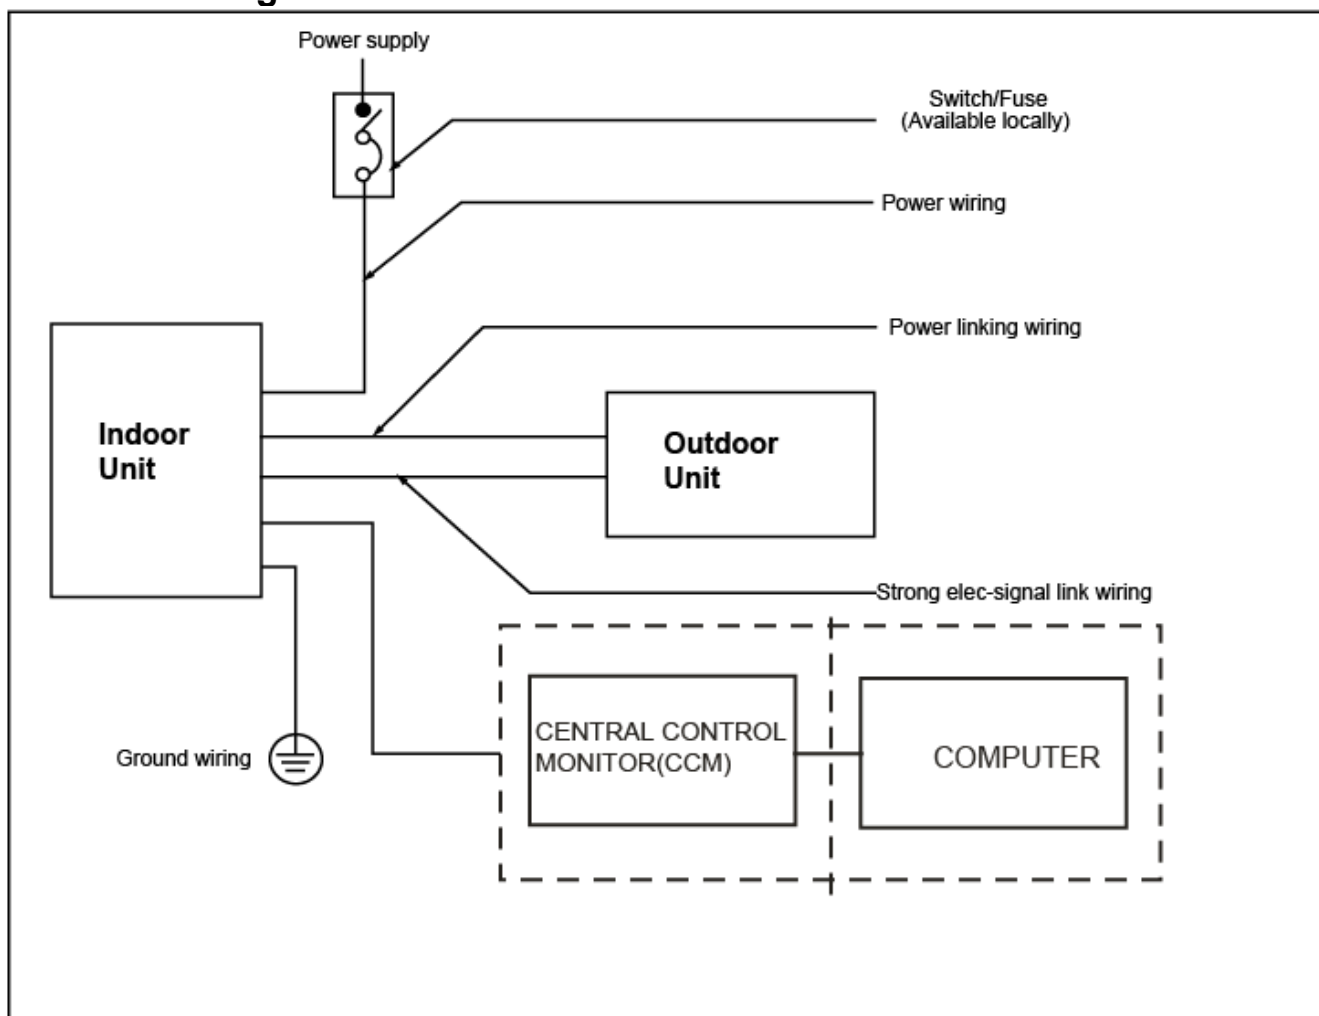 Power supply
Switch/Fuse
(Available locally)
Power wiring
Power linking wiring
Indoor
Unit
Outdoor
Unit
Strong elec-signal link wiring
CENTRAL CONTROL
MONITOR(CCM)
COMPUTER
Ground wiring